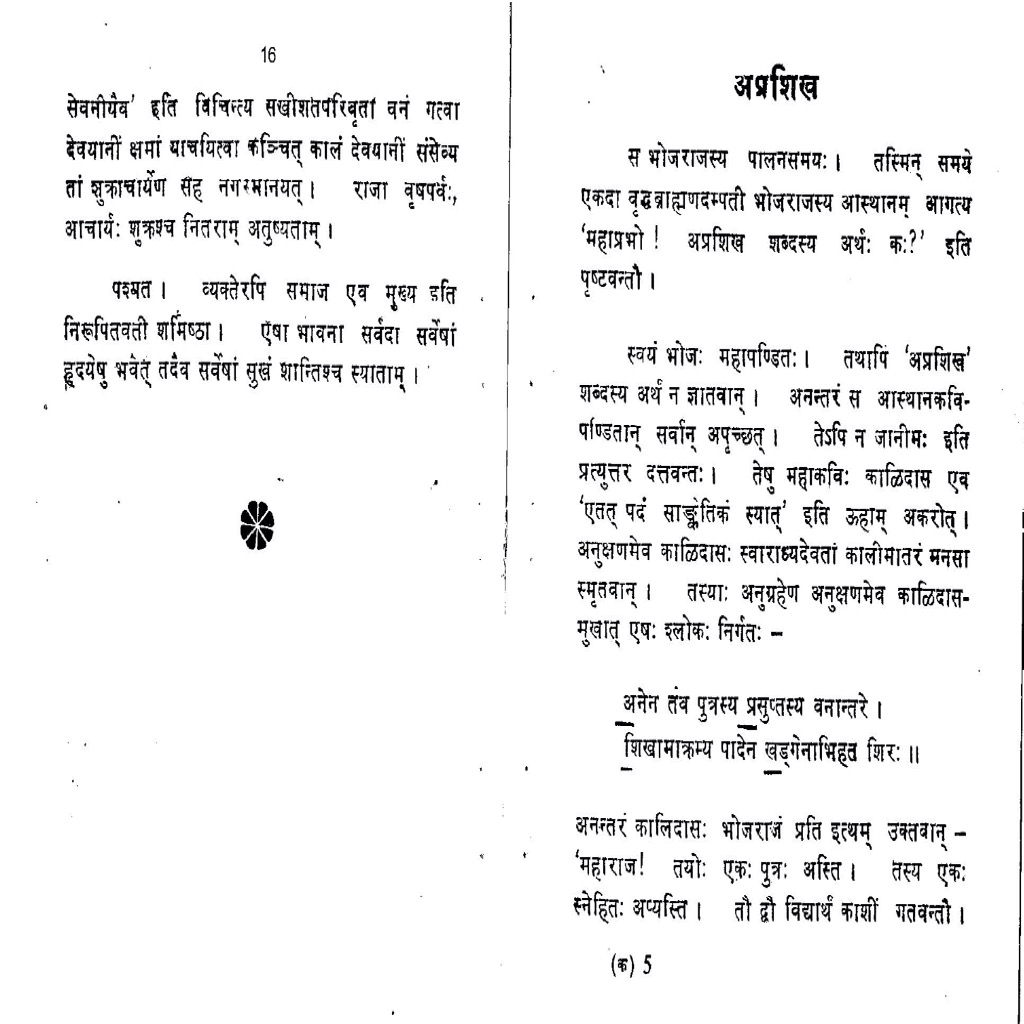 16
सेवनीयैव’ इति विचिन्त्य सखीशतपरिवृता वनं गत्वा
देवयानीं क्षमां याचयित्वा कञ्चित् कालं देवयानीं संसेव्य
तां शुक्राचार्येण सह नगरमानयत् । राजा वृषपर्वः,
आचार्यः शुक्रश्च नितराम् अतुष्यताम् ।
पश्यत । व्यक्तेरपि समाज एव मुख्य इति
निरूपितवती शर्मिष्ठा । एषा भावना सर्वदा सर्वेषां
हृदयेषु भवेत् तदैव सर्वेषां सुखं शान्तिश्च स्याताम् ।
अप्रशिख
स भोजराजस्य पालनसमयः । तस्मिन् समये
एकदा वृद्धब्राह्मणदम्पती भोजराजस्य आस्थानम् आगत्य
‘महाप्रभो ! अप्रशिख शब्दस्य अर्थः कः?’ इति
पृष्टवन्तौ ।
स्वयं भोजः महापण्डितः । तथापि ‘अप्रशिख’
शब्दस्य अर्थं न ज्ञातवान् । अनन्तरं स आस्थानकवि-
पण्डितान् सर्वान् अपृच्छत् । तेऽपि न जानीमः इति
प्रत्युत्तर दत्तवन्तः । तेषु महाकविः काळिदास एव
‘एतत् पदं साङ्केतिकं स्यात्’ इति ऊहाम् अकरोत् ।
अनुक्षणमेव काळिदासः स्वाराध्यदेवतां कालीमातरं मनसा
स्मृतवान् । तस्याः अनुग्रहेण अनुक्षणमेव काळिदास-
मुखात् एषः श्लोकः निर्गतः –
अनेन तव पुत्रस्य प्रसुप्तस्य वनान्तरे ।
शिखामाक्रम्य पादेन खड्गेनाभिहत शिरः ॥
अनन्तरं कालिदासः भोजराजं प्रति इत्थम् उक्तवान् –
‘महाराज! तयोः एकः पुत्रः अस्ति । तस्य एकः
स्नेहितः अप्यस्ति । तौ द्वौ विद्यार्थं काशीं गतवन्तौ ।
(क) 5